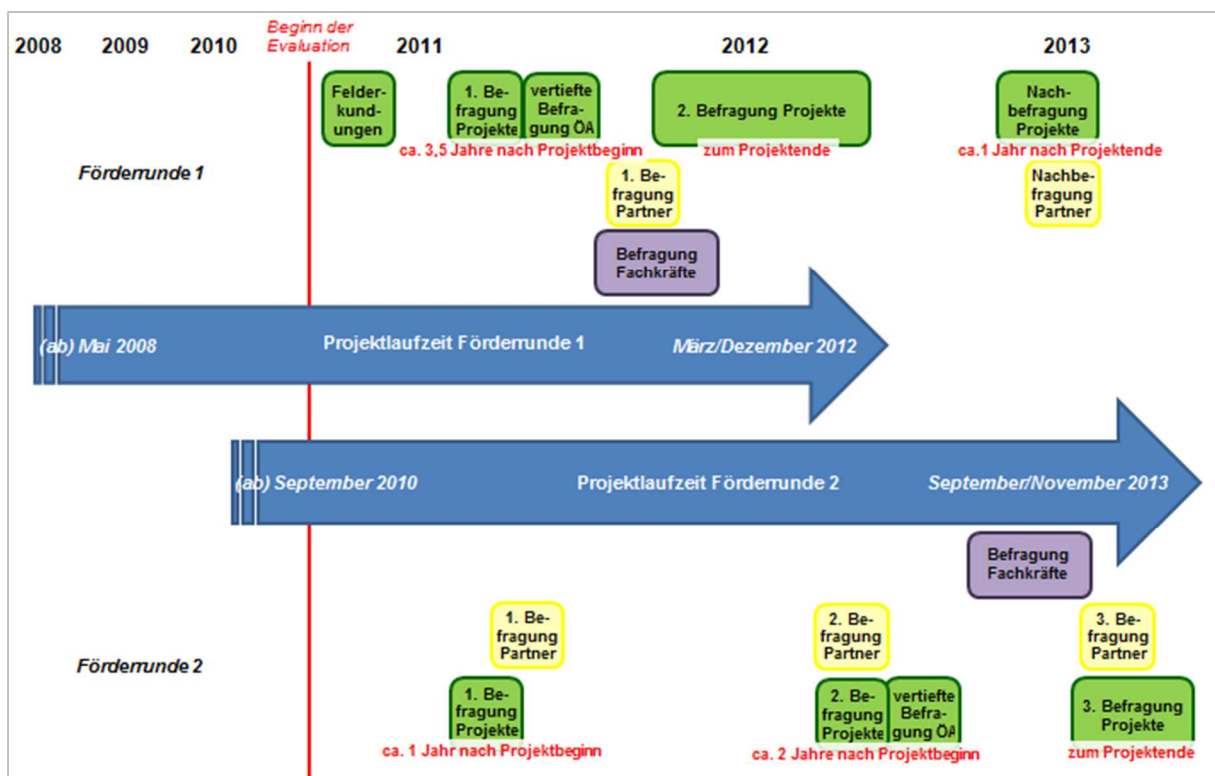 Beginn der
Evaluation
2008 2009 2010 2011 2012 2013
Felder-
kund-
ungen
1. Be-
fragung
Projekte
vertiefte
Befra-
gung ÖA
2. Befragung Projekte
Nach-
befragung
Projekte
ca. 3,5 Jahre nach Projektbeginn
zum Projektende
ca.1 Jahr nach Projektende
Förderrunde 1
1. Be-
fragung
Partner
Nachbe-
fragung
Partner
Befragung
Fachkräfte
(ab) Mai 2008
Projektlaufzeit Förderrunde 1
März/Dezember 2012
(ab) September 2010
Projektlaufzeit Förderrunde 2
September/November 2013
Befragung
Fachkräfte
1. Be-
fragung
Partner
2. Be-
fragung
Partner
3. Be-
fragung
Partner
Förderrunde 2
1. Be-
fragung
Projekte
2. Be-
fragung
Projekte
vertiefte
Befra-
gung ÖA
3. Befragung
Projekte
ca. 1 Jahr nach Projektbeginn
ca. 2 Jahre nach Projektbeginn
zum Projektende